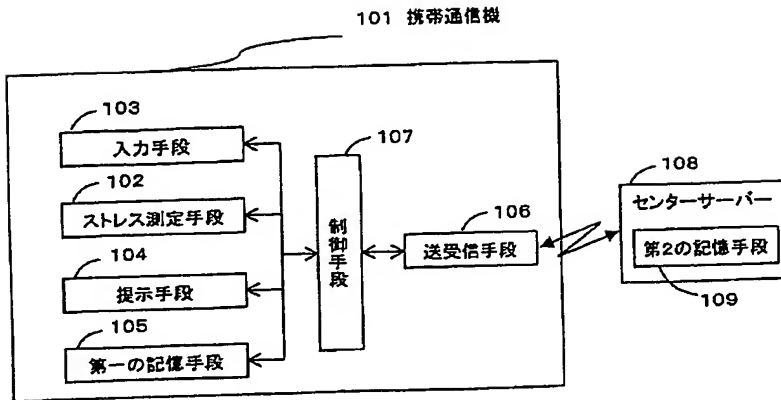 101 携帯通信機
103
入力手段
102
ストレス測定手段
104
提示手段
105
第一の記憶手段
107
制御手段
106
送受信手段
108
センターサーバー
第2の記憶手段
109